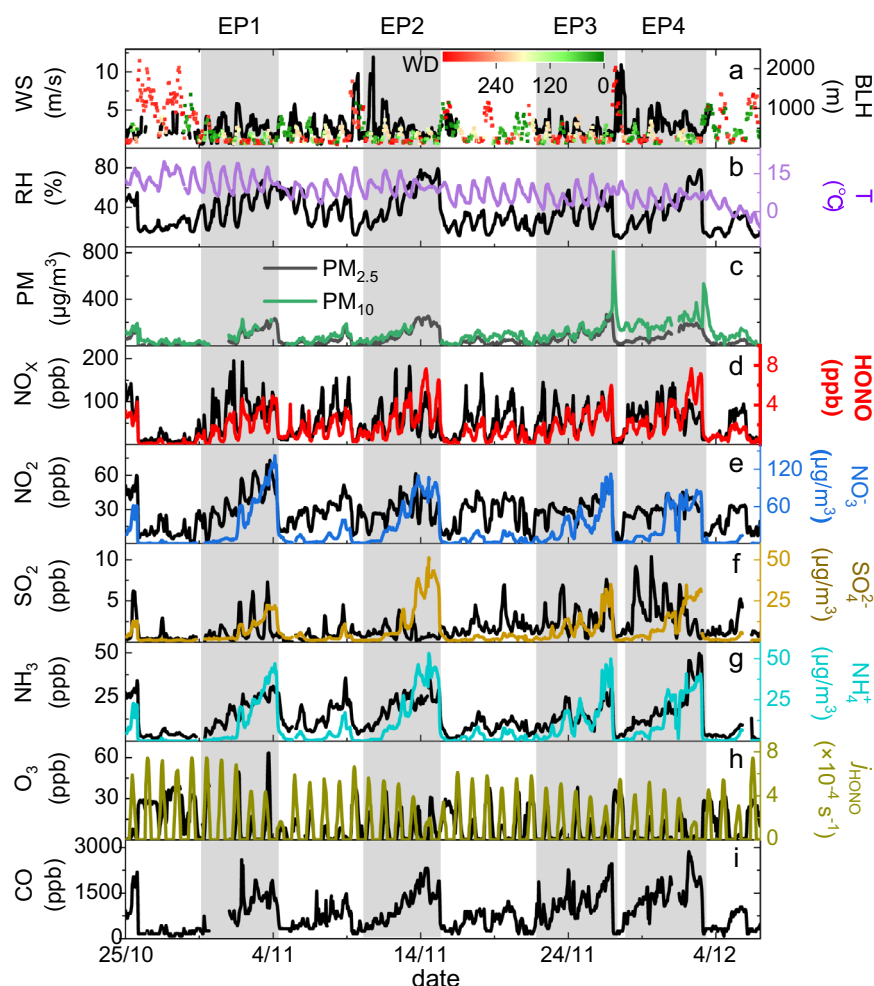 EP1 EP2 EP3 EP4
WS (m/s) 10 5 WD 240 120 0 a 2000 1000 BLH (m)
RH (%) 80 40 b 15 0 T (°C)
PM (µg/m³) 800 400 PM₂.₅ PM₁₀ c
NOₓ (ppb) 200 100 d 8 4 0 HONO (ppb)
NO₂ (ppb) 60 30 e 120 60 0 NO₃⁻ (µg/m³)
SO₂ (ppb) 10 5 f 50 25 0 SO₄²⁻ (µg/m³)
NH₃ (ppb) 50 25 g 50 25 0 NH₄⁺ (µg/m³)
O₃ (ppb) 60 30 h 8 4 0 jHONO (×10⁻⁴ s⁻¹)
CO (ppb) 3000 1500 0 i
25/10 4/11 14/11 24/11 4/12
date